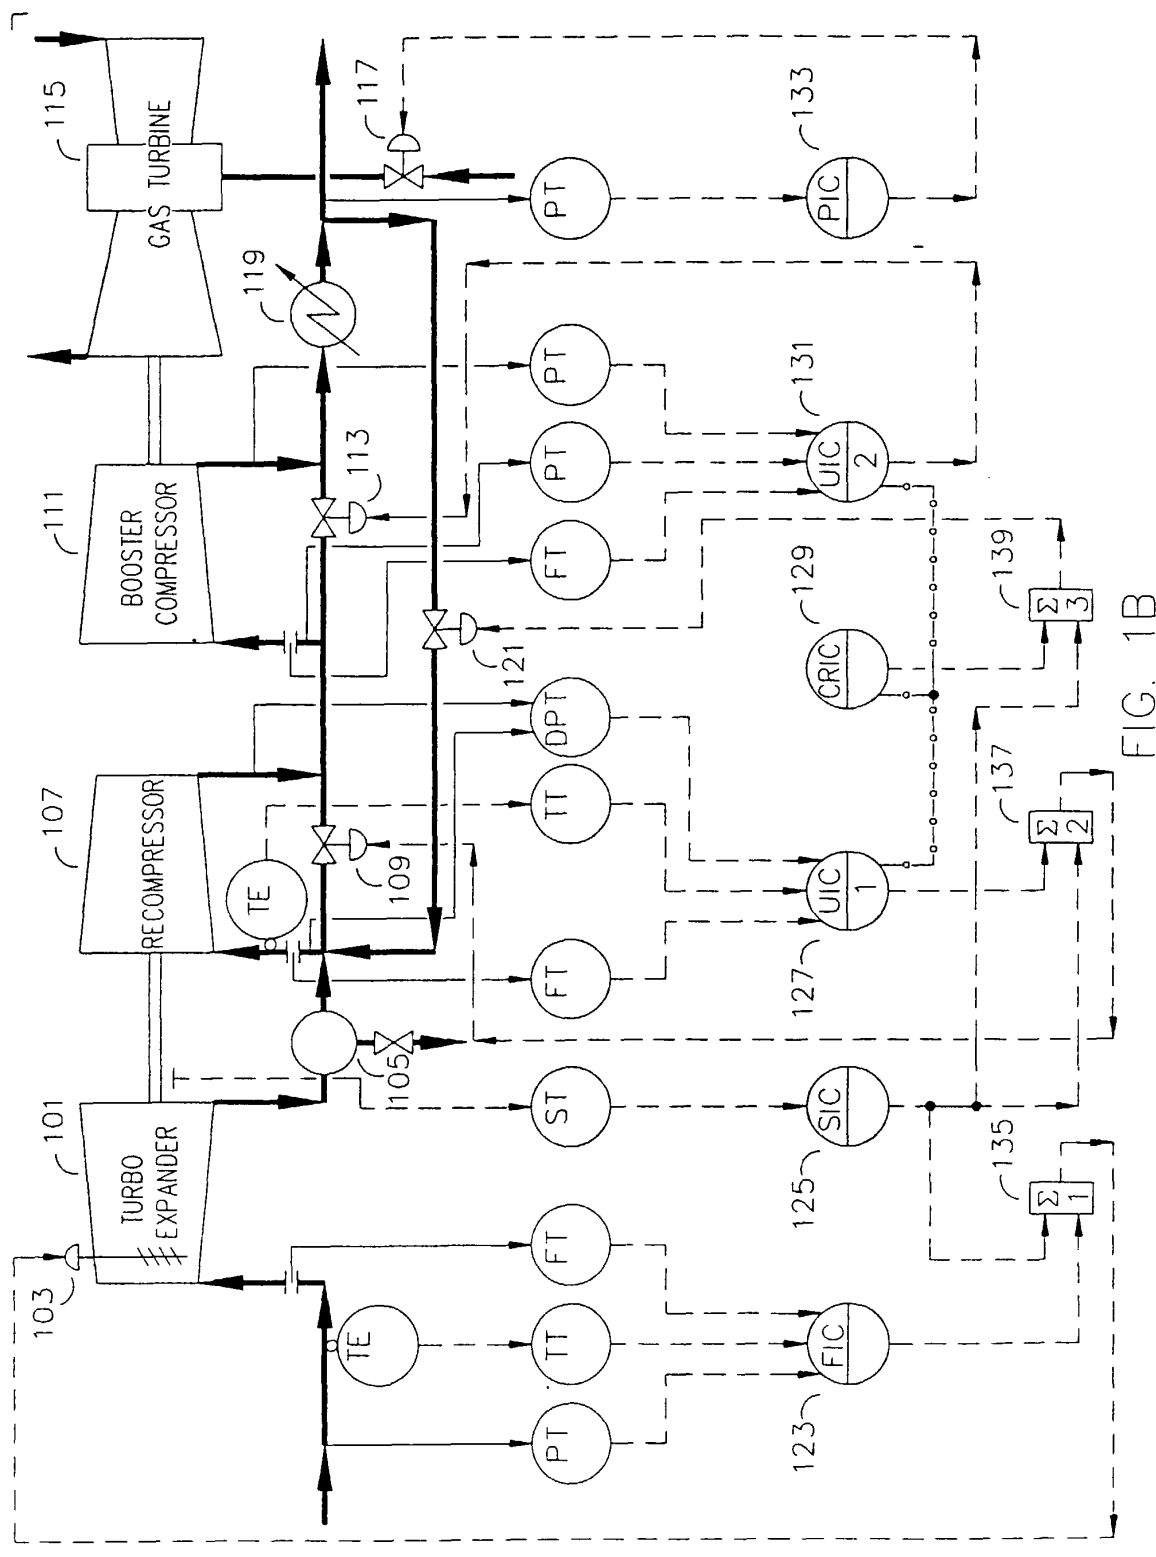 101
TURBO
EXPANDER
103
105
107
RECOMPRESSOR
109
111
BOOSTER
COMPRESSOR
113
115
GAS TURBINE
117
119
121
TE
TE
PT
TT
FT
ST
FT
TT
DPT
FT
PT
PT
PT
123
FIC
125
SIC
127
UIC
1
129
CRIC
131
UIC
2
133
PIC
135
Σ
1
137
Σ
2
139
Σ
3
FIG. 1B